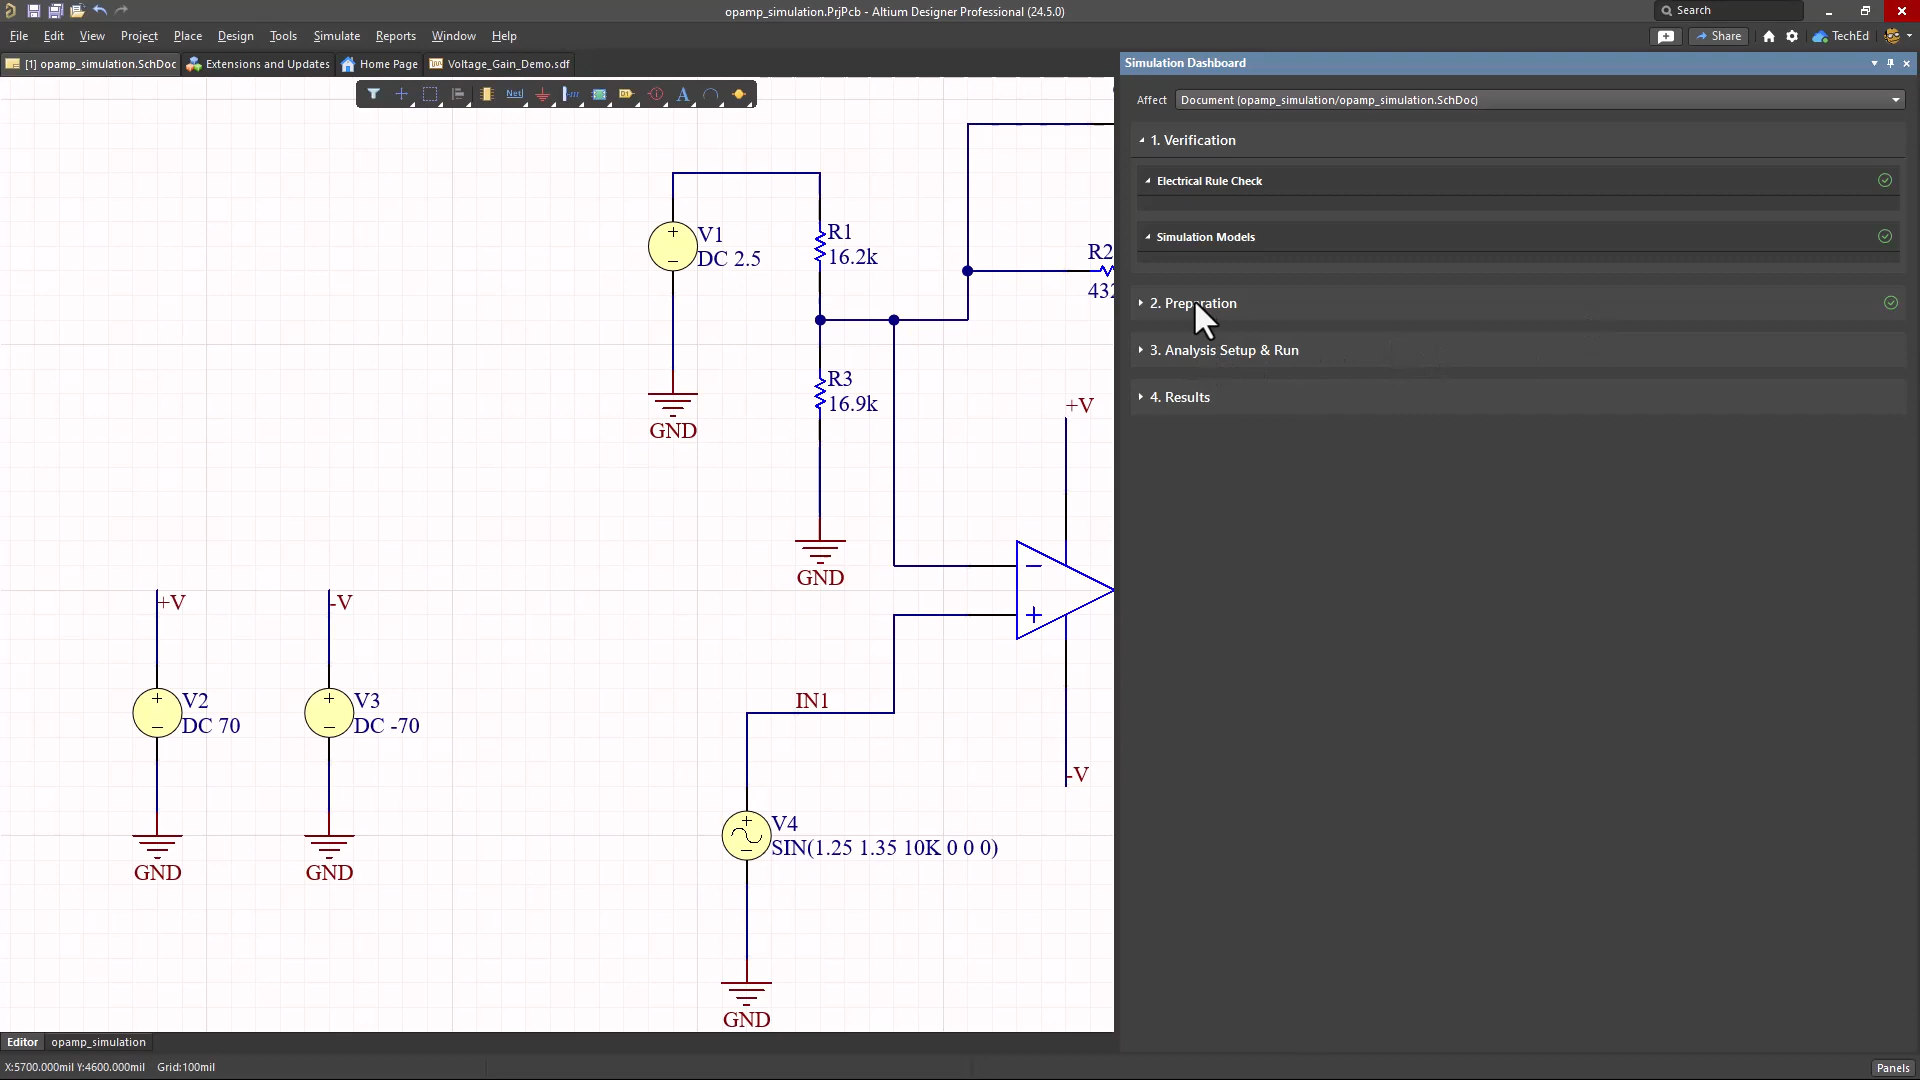 opamp_simulation.PrjPcb - Altium Designer Professional (24.5.0)
Search
File Edit View Project Place Design Tools Simulate Reports Window Help
Share
TechEd
[1] opamp_simulation.SchDoc
Extensions and Updates
Home Page
Voltage_Gain_Demo.sdf
Simulation Dashboard
Affect
Document (opamp_simulation/opamp_simulation.SchDoc)
1. Verification
Electrical Rule Check
Simulation Models
2. Preparation
3. Analysis Setup & Run
4. Results
Net
D1
A
V1
DC 2.5
R1
16.2k
R2
432
R3
16.9k
GND
GND
+V
-V
+V
-V
V2
DC 70
V3
DC -70
GND
GND
IN1
V4
SIN(1.25 1.35 10K 0 0 0)
GND
Editor
opamp_simulation
X:5700.000mil Y:4600.000mil Grid:100mil
Panels